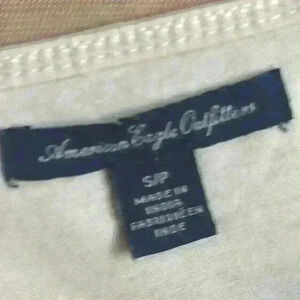 American Eagle Outfitters
S/P
MADE IN
INDIA
FABRIQUÉ EN
INDE